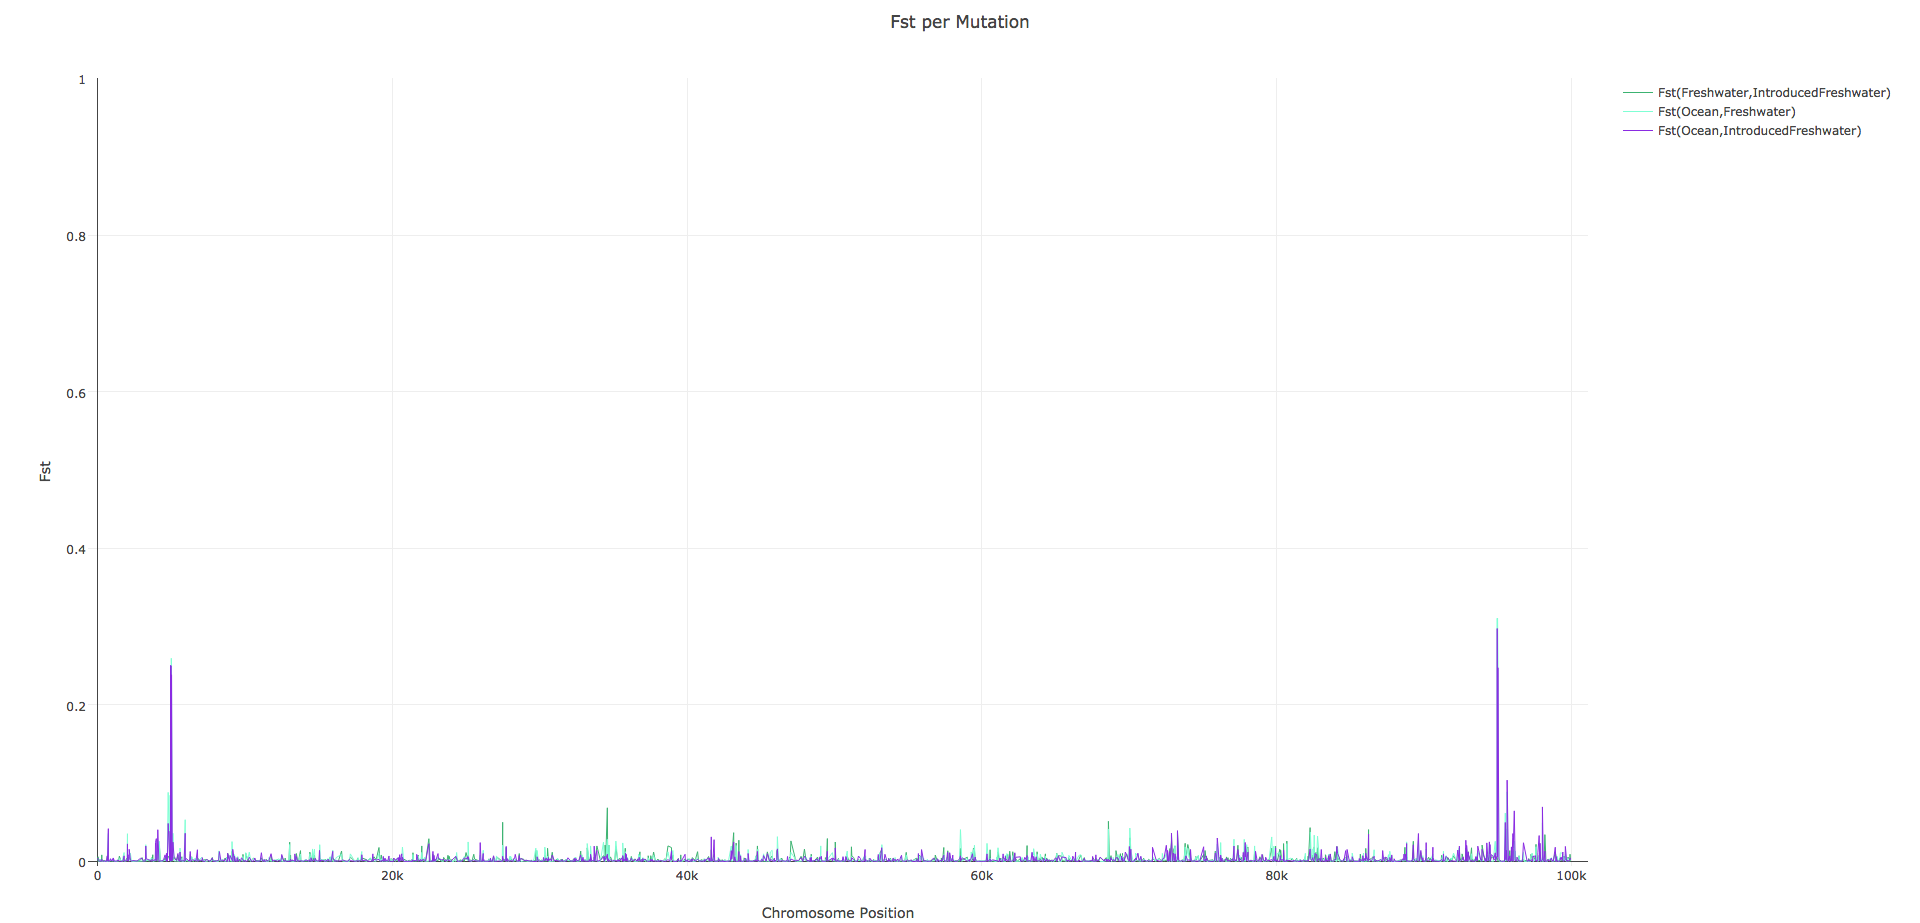 Fst per Mutation
1
0.8
0.6
0.4
0.2
0
Fst
0 20k 40k 60k 80k 100k
Chromosome Position
Fst(Freshwater,IntroducedFreshwater)
Fst(Ocean,Freshwater)
Fst(Ocean,IntroducedFreshwater)